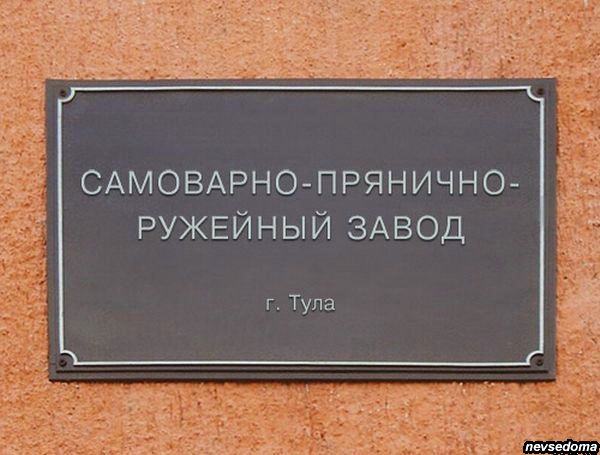 САМОВАРНО-ПРЯНИЧНО-
РУЖЕЙНЫЙ ЗАВОД
г. Тула
nevsedoma